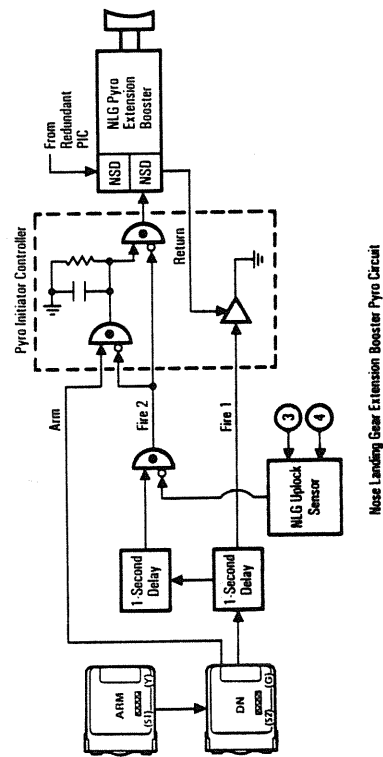 ARM
(S1)
(Y)
DN
(S2)
(G)
1-Second
Delay
1-Second
Delay
NLG Uplock
Sensor
3
4
Arm
Fire 2
Fire 1
Pyro Initiator Controller
Return
From
Redundant
PIC
NSD
NSD
NLG Pyro
Extension
Booster
Nose Landing Gear Extension Booster Pyro Circuit